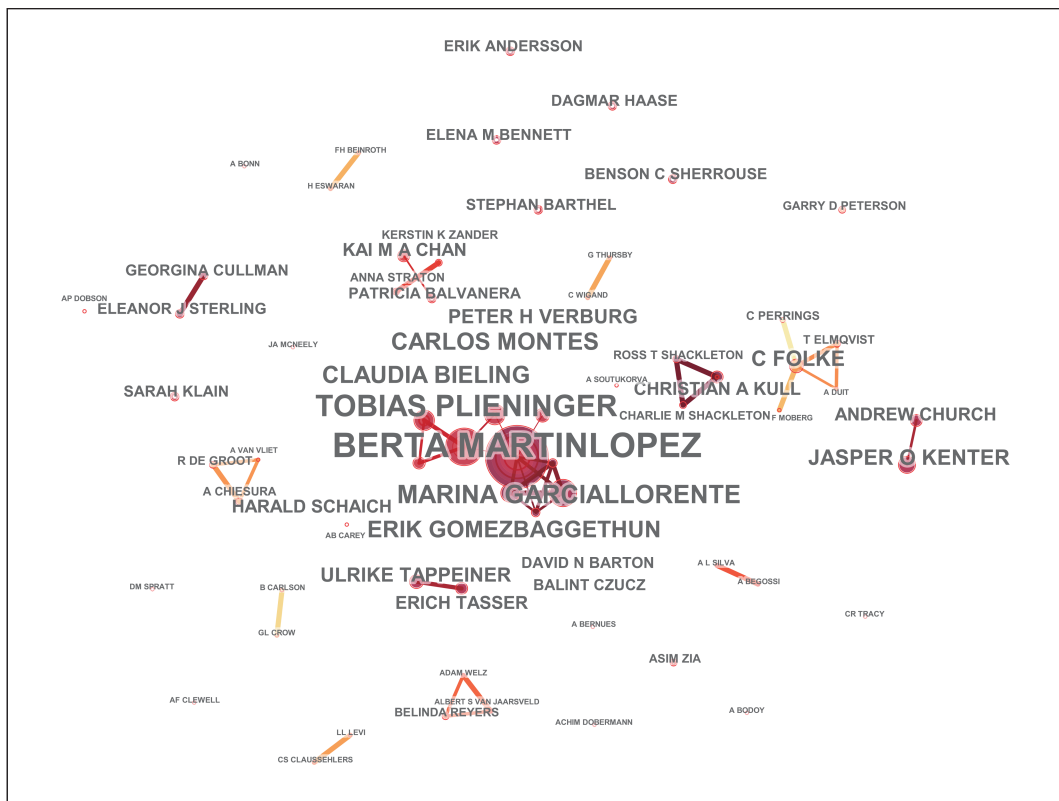 ERIK ANDERSSON
DAGMAR HAASE
ELENA M BENNETT
FH BEINROTH
A BONN
BENSON C SHERROUSE
H ESWARAN
STEPHAN BARTHEL
GARRY D PETERSON
KERSTIN K ZANDER
KAI M A CHAN
G THURSBY
GEORGINA CULLMAN
ANNA STRATON
PATRICIA BALVANERA
C WIGAND
AP DOBSON
ELEANOR J STERLING
PETER H VERBURG
C PERRINGS
CARLOS MONTES
T ELMQVIST
JA MCNEELY
ROSS T SHACKLETON
C FOLKE
CLAUDIA BIELING
A SOUTUKORVA
CHRISTIAN A KULL
A DUIT
SARAH KLAIN
TOBIAS PLIENINGER
CHARLIE M SHACKLETON
F MOBERG
ANDREW CHURCH
BERTA MARTINLOPEZ
A VAN VLIET
R DE GROOT
JASPER O KENTER
A CHIESURA
MARINA GARCIALLORENTE
HARALD SCHAICH
ERIK GOMEZBAGGETHUN
AB CAREY
DAVID N BARTON
A L SILVA
ULRIKE TAPPEINER
A BEGOSSI
BALINT CZUCZ
DM SPRATT
B CARLSON
ERICH TASSER
CR TRACY
A BERNUES
GL CROW
ASIM ZIA
ADAM WELZ
AF CLEWELL
ALBERT S VAN JAARSVELD
BELINDA REYERS
A BODOY
ACHIM DOBERMANN
LL LEVI
CS CLAUSSEHLERS